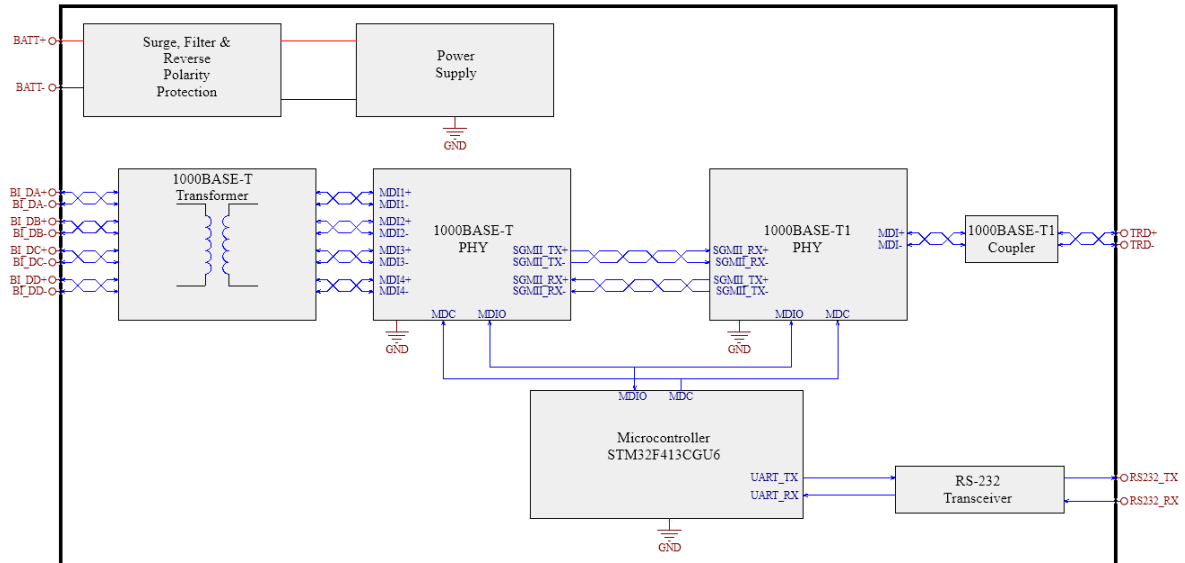 BATT+
BATT-
Surge, Filter &
Reverse
Polarity
Protection
Power
Supply
GND
BI_DA+
BI_DA-
BI_DB+
BI_DB-
BI_DC+
BI_DC-
BI_DD+
BI_DD-
1000BASE-T
Transformer
MDI1+
MDI1-
MDI2+
MDI2-
MDI3+
MDI3-
MDI4+
MDI4-
1000BASE-T
PHY
SGMII_TX+
SGMII_TX-
SGMII_RX+
SGMII_RX-
MDC
MDIO
GND
1000BASE-T1
PHY
SGMII_RX+
SGMII_RX-
SGMII_TX+
SGMII_TX-
MDI+
MDI-
MDIO
MDC
GND
1000BASE-T1
Coupler
TRD+
TRD-
MDIO
MDC
Microcontroller
STM32F413CGU6
UART_TX
UART_RX
GND
RS-232
Transceiver
RS232_TX
RS232_RX